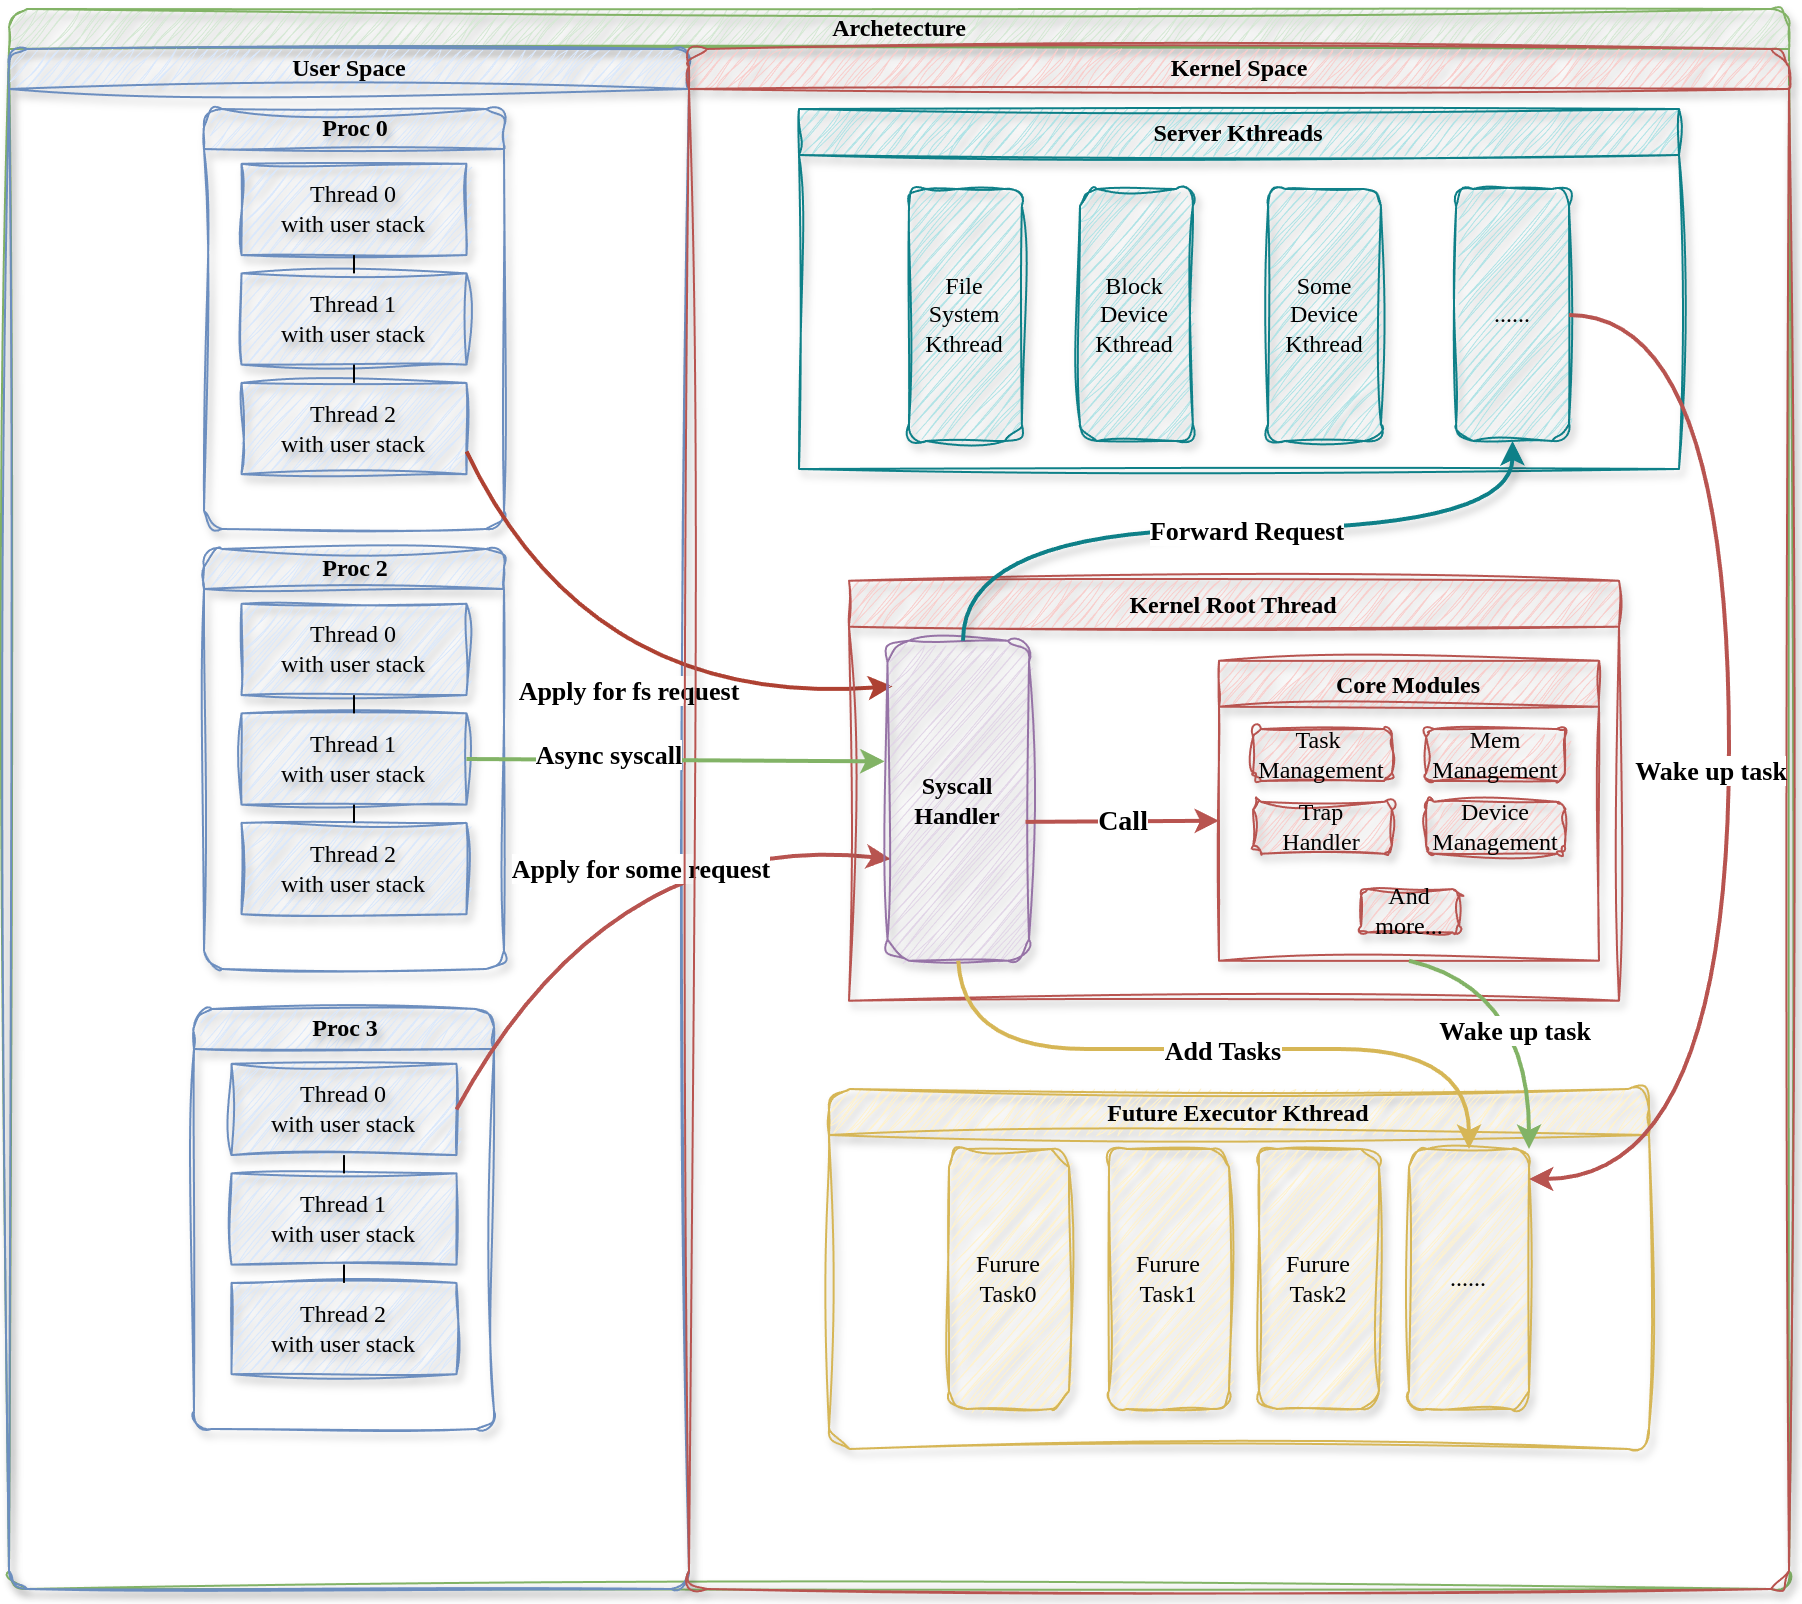 Archetecture
User Space
Proc 0
Thread 0
with user stack
Thread 1
with user stack
Thread 2
with user stack
Proc 2
Thread 0
with user stack
Thread 1
with user stack
Thread 2
with user stack
Proc 3
Thread 0
with user stack
Thread 1
with user stack
Thread 2
with user stack
Apply for fs request
Async syscall
Apply for some request
Kernel Space
Server Kthreads
File
System
Kthread
Block
Device
Kthread
Some
Device
Kthread
......
Forward Request
Kernel Root Thread
Syscall
Handler
Call
Core Modules
Task
Management
Mem
Management
Trap
Handler
Device
Management
And
more...
Wake up task
Wake up task
Add Tasks
Future Executor Kthread
Furure
Task0
Furure
Task1
Furure
Task2
......